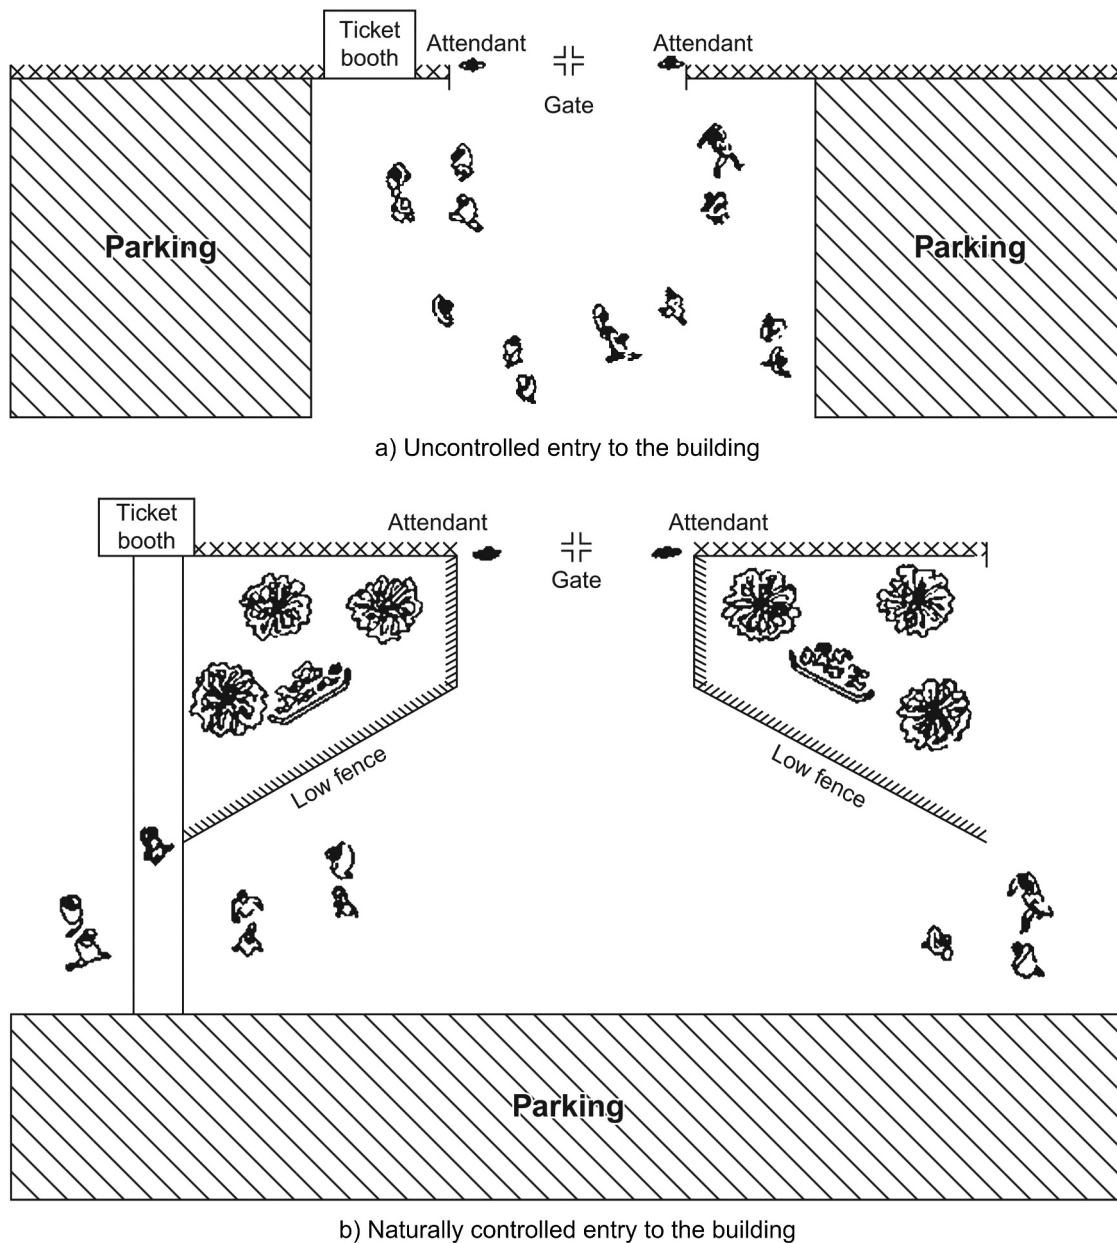 Ticket
booth
Attendant
Attendant
Gate
Parking
Parking
a) Uncontrolled entry to the building
Ticket
booth
Attendant
Attendant
Gate
Low fence
Low fence
Parking
b) Naturally controlled entry to the building